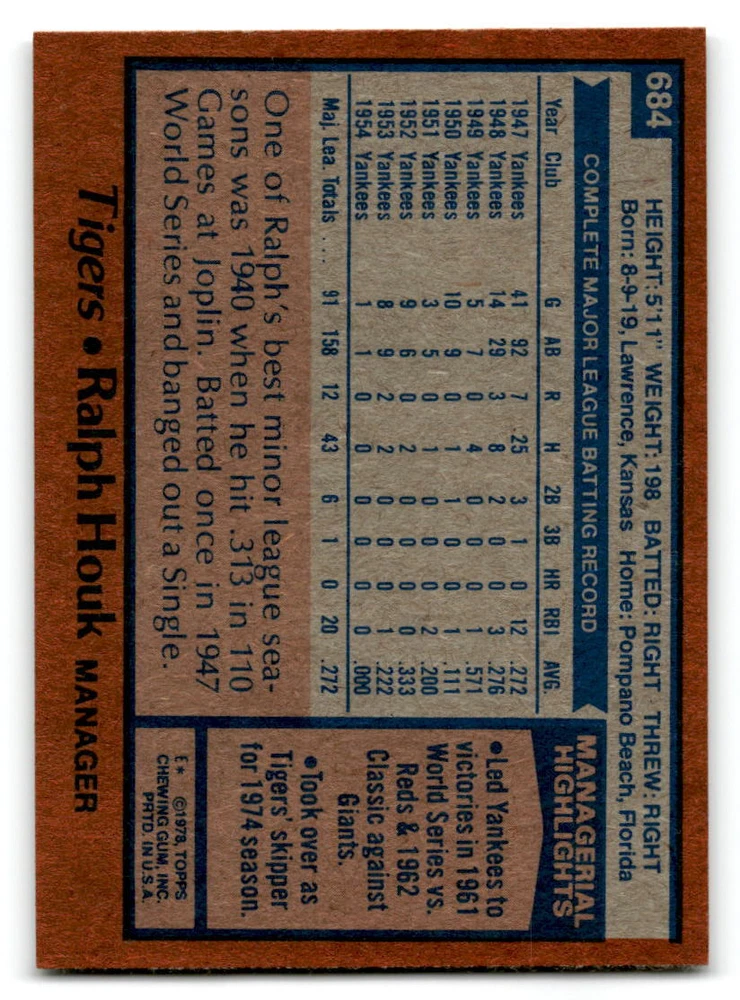 684
HEIGHT: 5'11" WEIGHT: 198 BATTED: RIGHT THREW: RIGHT
Born: 8-9-19, Lawrence, Kansas Home: Pompano Beach, Florida
COMPLETE MAJOR LEAGUE BATTING RECORD
Year Club G AB R H 2B 3B HR RBI AVG.
1947 Yankees 41 92 7 25 3 1 0 12 .272
1948 Yankees 14 29 3 8 2 0 0 3 .276
1949 Yankees 5 7 0 4 0 0 0 1 .571
1950 Yankees 10 9 0 1 1 0 0 1 .111
1951 Yankees 3 5 0 1 0 0 0 2 .200
1952 Yankees 9 6 0 2 0 0 0 0 .333
1953 Yankees 8 9 2 2 0 0 0 1 .222
1954 Yankees 1 1 0 0 0 0 0 0 .000
Maj. Lea. Totals .... 91 158 12 43 6 1 0 20 .272
One of Ralph's best minor league sea-
sons was 1940 when he hit .313 in 110
Games at Joplin. Batted once in 1947
World Series and banged out a Single.
MANAGERIAL
HIGHLIGHTS
•Led Yankees to
victories in 1961
World Series vs.
Reds & 1962
Classic against
Giants.
•Took over as
Tigers' skipper
for 1974 season.
E* ©1978, TOPPS
CHEWING GUM, INC.
PRTD. IN U.S.A.
Tigers • Ralph Houk MANAGER